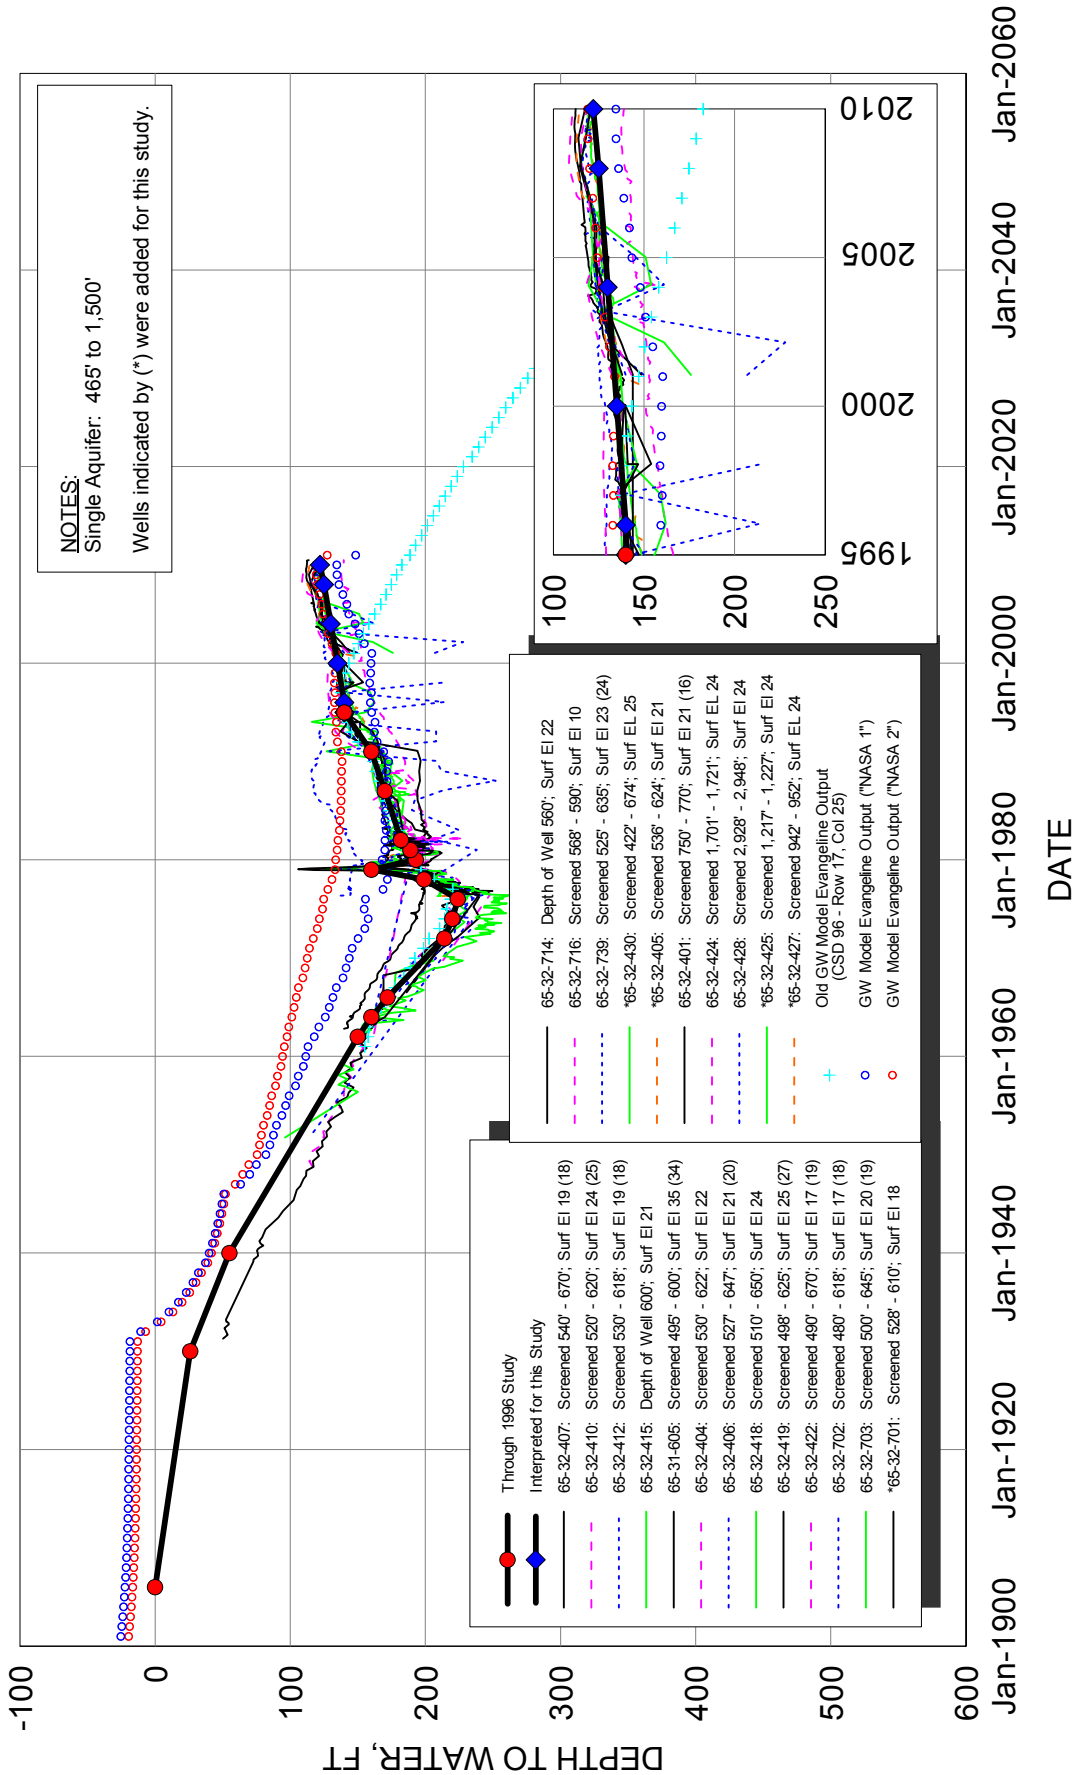 NOTES:
Single Aquifer: 465' to 1,500'
Wells indicated by (*) were added for this study.
-100
0
100
200
300
400
500
600
DEPTH TO WATER, FT
Jan-1900
Jan-1920
Jan-1940
Jan-1960
Jan-1980
Jan-2000
Jan-2020
Jan-2040
Jan-2060
DATE
100
150
200
250
1995
2000
2005
2010
Through 1996 Study
Interpreted for this Study
65-32-407: Screened 540' - 670'; Surf El 19 (18)
65-32-410: Screened 520' - 620'; Surf El 24 (25)
65-32-412: Screened 530' - 618'; Surf El 19 (18)
65-32-415: Depth of Well 600'; Surf El 21
65-31-605: Screened 495' - 600'; Surf El 35 (34)
65-32-404: Screened 530' - 622'; Surf El 22
65-32-406: Screened 527' - 647'; Surf El 21 (20)
65-32-418: Screened 510' - 650'; Surf El 24
65-32-419: Screened 498' - 625'; Surf El 25 (27)
65-32-422: Screened 490' - 670'; Surf El 17 (19)
65-32-702: Screened 480' - 618'; Surf El 17 (18)
65-32-703: Screened 500' - 645'; Surf El 20 (19)
*65-32-701: Screened 528' - 610'; Surf El 18
65-32-714: Depth of Well 560'; Surf El 22
65-32-716: Screened 568' - 590'; Surf El 10
65-32-739: Screened 525' - 635'; Surf El 23 (24)
*65-32-430: Screened 422' - 674'; Surf EL 25
*65-32-405: Screened 536' - 624'; Surf El 21
65-32-401: Screened 750' - 770'; Surf El 21 (16)
65-32-424: Screened 1,701' - 1,721'; Surf EL 24
65-32-428: Screened 2,928' - 2,948'; Surf El 24
*65-32-425: Screened 1,217' - 1,227'; Surf El 24
*65-32-427: Screened 942' - 952'; Surf EL 24
Old GW Model Evangeline Output
(CSD 96 - Row 17, Col 25)
GW Model Evangeline Output ("NASA 1")
GW Model Evangeline Output ("NASA 2")